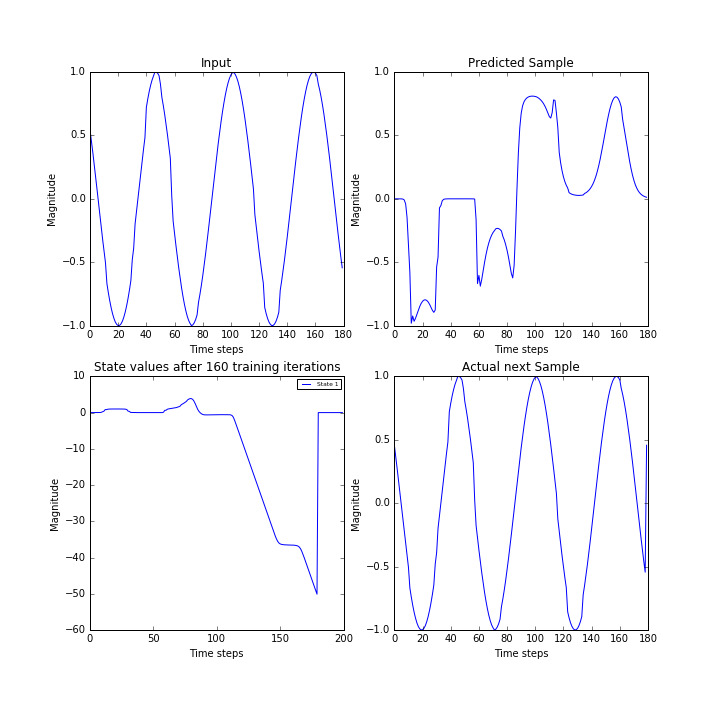 Input
Predicted Sample
1.0
0.5
0.0
−0.5
−1.0
Magnitude
0 20 40 60 80 100 120 140 160 180
Time steps
1.0
0.5
0.0
−0.5
−1.0
Magnitude
0 20 40 60 80 100 120 140 160 180
Time steps
State values after 160 training iterations
Actual next Sample
10
0
−10
−20
−30
−40
−50
−60
Magnitude
State 1
0 50 100 150 200
Time steps
1.0
0.5
0.0
−0.5
−1.0
Magnitude
0 20 40 60 80 100 120 140 160 180
Time steps